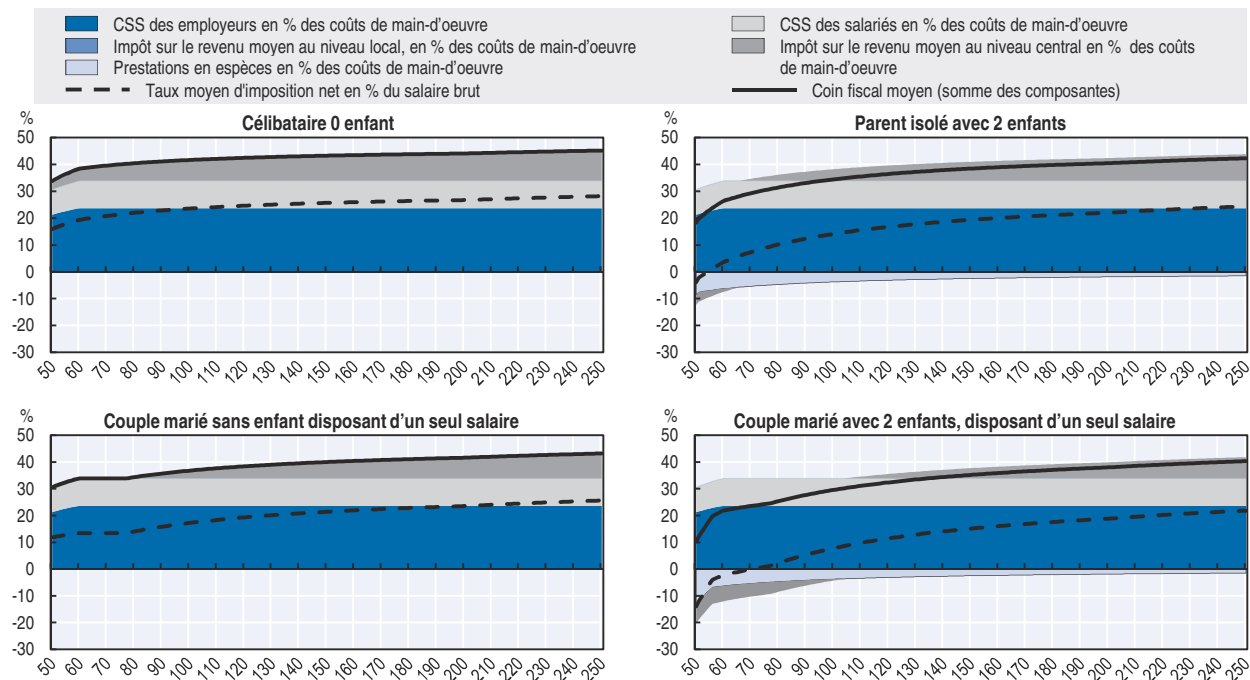 CSS des employeurs en % des coûts de main-d'oeuvre
Impôt sur le revenu moyen au niveau local, en % des coûts de main-d'oeuvre
Prestations en espèces en % des coûts de main-d'oeuvre
Taux moyen d'imposition net en % du salaire brut
CSS des salariés en % des coûts de main-d'oeuvre
Impôt sur le revenu moyen au niveau central en % des coûts
de main-d'oeuvre
Coin fiscal moyen (somme des composantes)
%
Célibataire 0 enfant
50
40
30
20
10
0
-10
-20
-30
50 60 70 80 90 100 110 120 130 140 150 160 170 180 190 200 210 220 230 240 250
%
Parent isolé avec 2 enfants
50
40
30
20
10
0
-10
-20
-30
50 60 70 80 90 100 110 120 130 140 150 160 170 180 190 200 210 220 230 240 250
%
Couple marié sans enfant disposant d'un seul salaire
50
40
30
20
10
0
-10
-20
-30
50 60 70 80 90 100 110 120 130 140 150 160 170 180 190 200 210 220 230 240 250
%
Couple marié avec 2 enfants, disposant d'un seul salaire
50
40
30
20
10
0
-10
-20
-30
50 60 70 80 90 100 110 120 130 140 150 160 170 180 190 200 210 220 230 240 250